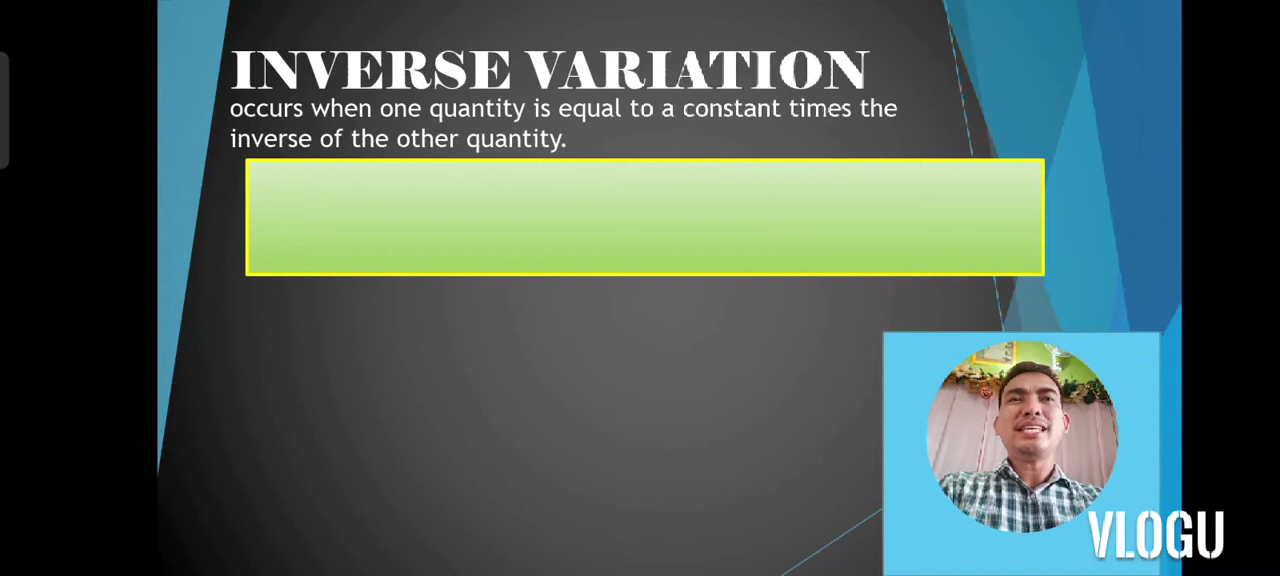 INVERSE VARIATION
occurs when one quantity is equal to a constant times the
inverse of the other quantity.
VLOGU